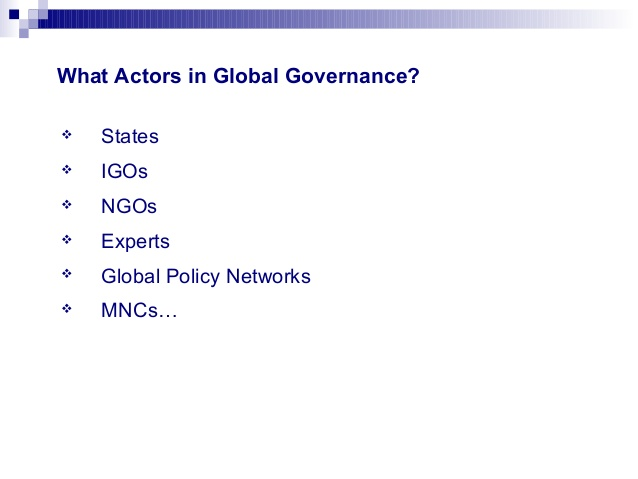 What Actors in Global Governance?
❖ States
❖ IGOs
❖ NGOs
❖ Experts
❖ Global Policy Networks
❖ MNCs…